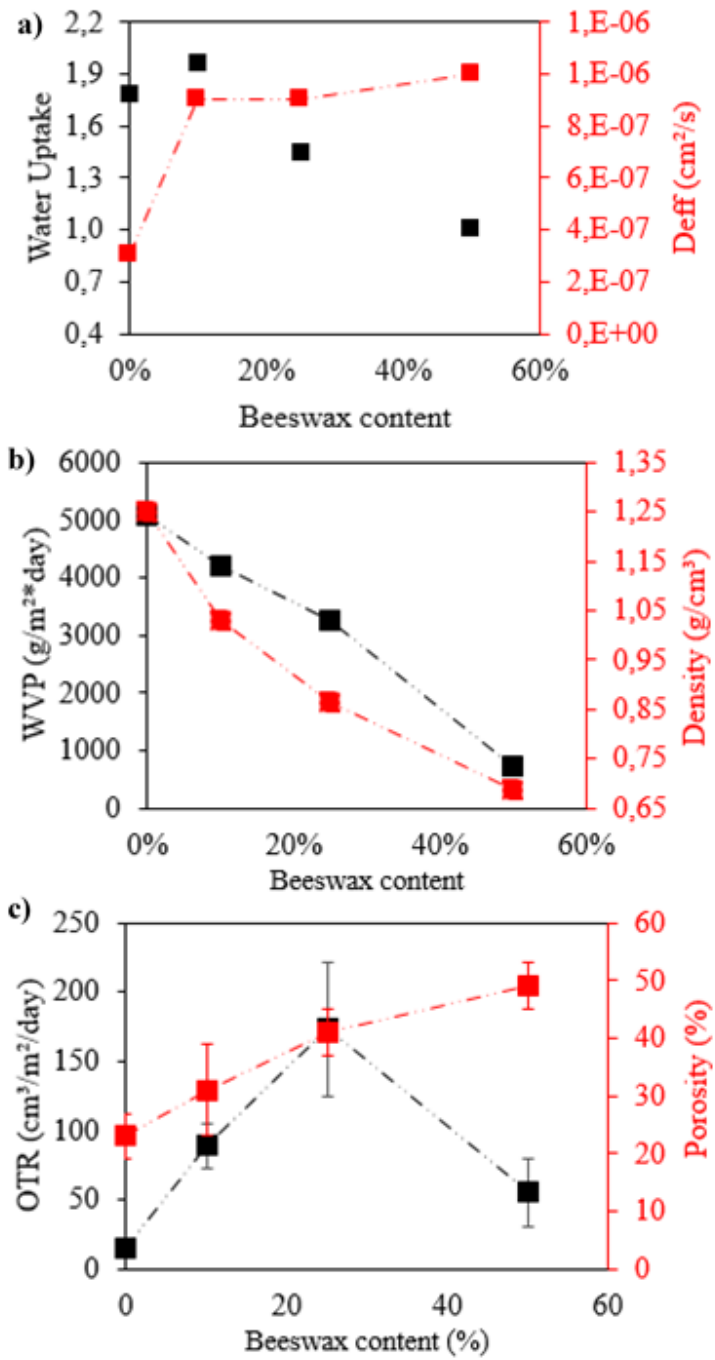 a)
2,2
1,9
1,6
1,3
1,0
0,7
0,4
Water Uptake
1,E-06
1,E-06
8,E-07
6,E-07
4,E-07
2,E-07
0,E+00
Deff (cm²/s)
0%
20%
40%
60%
Beeswax content
b)
6000
5000
4000
3000
2000
1000
0
WVP (g/m²*day)
1,35
1,25
1,15
1,05
0,95
0,85
0,75
0,65
Density (g/cm³)
0%
20%
40%
60%
Beeswax content
c)
250
200
150
100
50
0
OTR (cm³/m²/day)
60
50
40
30
20
10
0
Porosity (%)
0
20
40
60
Beeswax content (%)